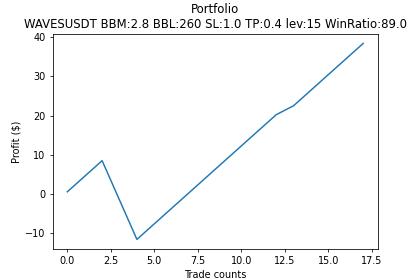 Portfolio
WAVESUSDT BBM:2.8 BBL:260 SL:1.0 TP:0.4 lev:15 WinRatio:89.0
Profit ($)
40
30
20
10
0
−10
0.0 2.5 5.0 7.5 10.0 12.5 15.0 17.5
Trade counts